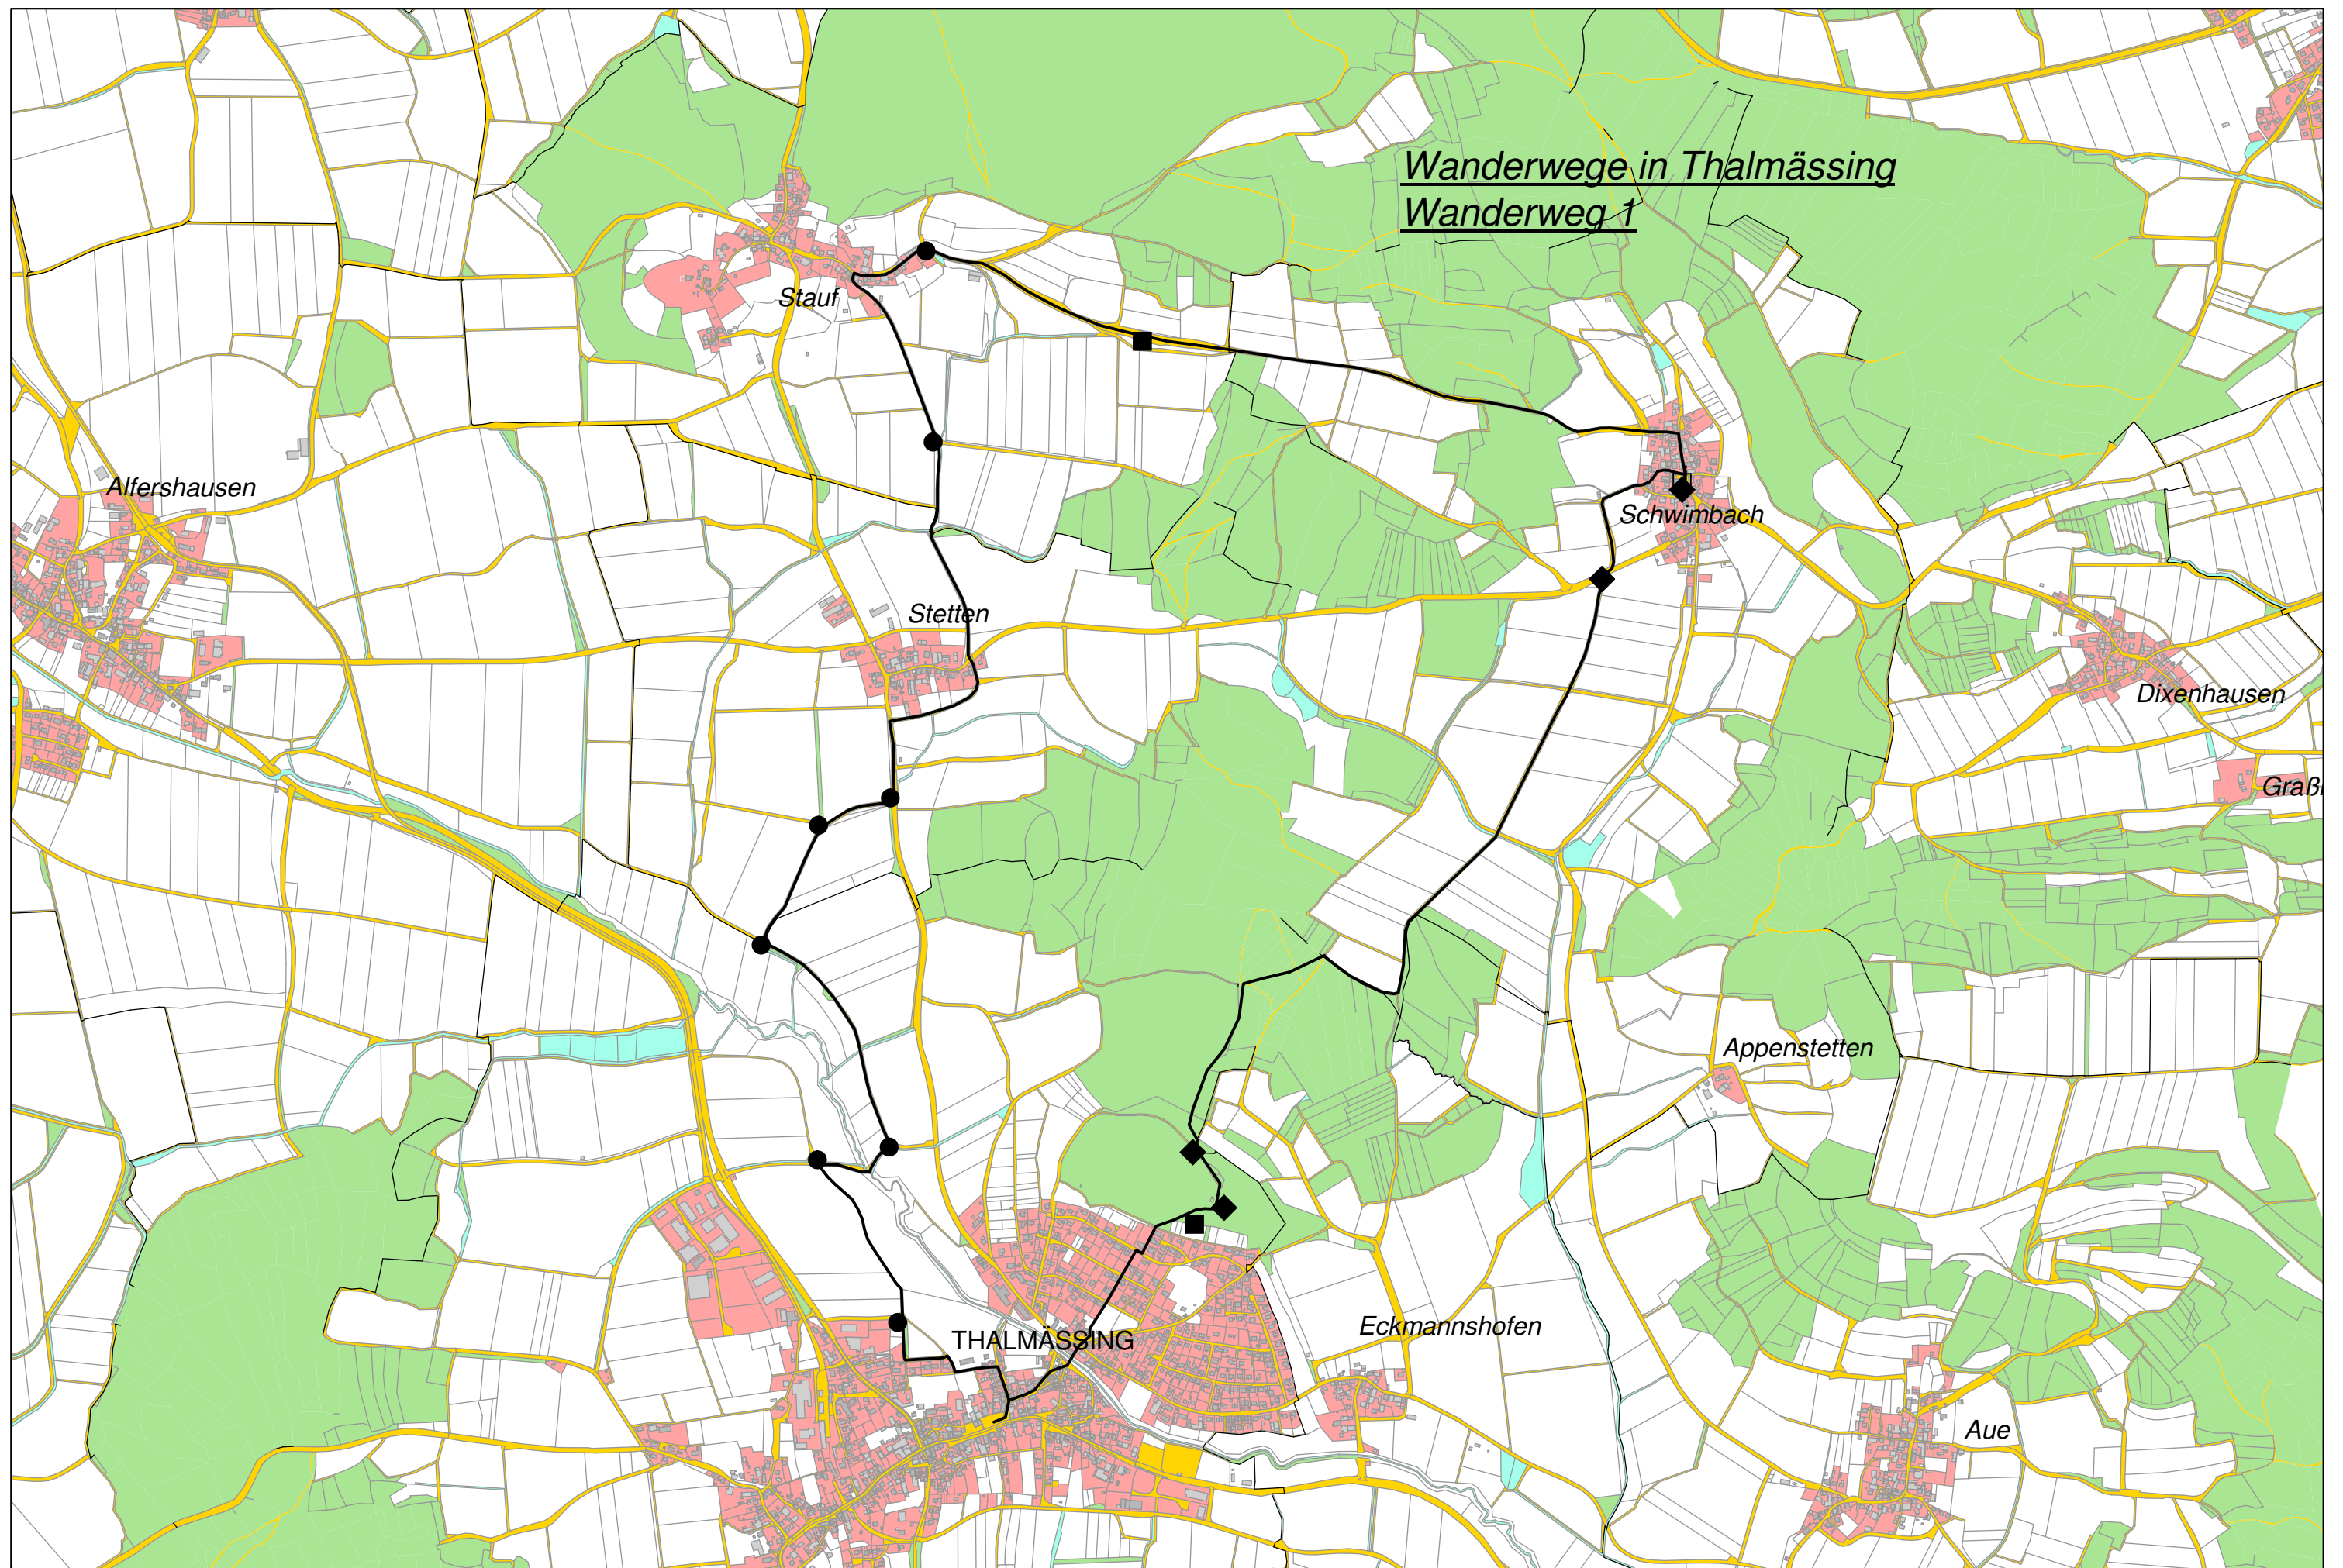 Wanderwege in Thalmässing
Wanderweg 1
Stauf
Alfershausen
Schwimbach
Stetten
Dixenhausen
Appenstetten
THALMÄSSING
Eckmannshofen
Aue